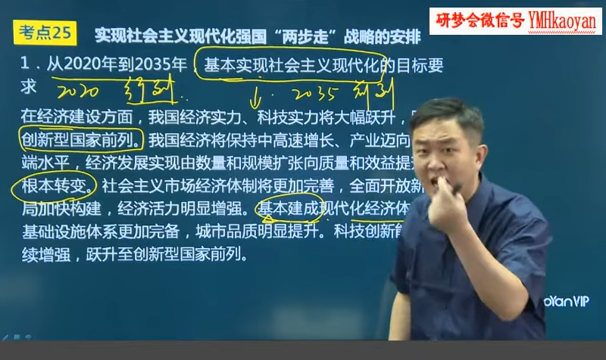 考点25
实现社会主义现代化强国“两步走”战略的安排
研梦会微信号
YMHkaoyan
1．从2020年到2035年，基本实现社会主义现代化的目标要
求
2020
2035
在经济建设方面，我国经济实力、科技实力将大幅跃升，
创新型国家前列。我国经济将保持中高速增长、产业迈向
端水平，经济发展实现由数量和规模扩张向质量和效益提
根本转变。社会主义市场经济体制将更加完善，全面开放新
局加快构建，经济活力明显增强。基本建成现代化经济体
基础设施体系更加完备，城市品质明显提升。科技创新能
续增强，跃升至创新型国家前列。
oYanVIP